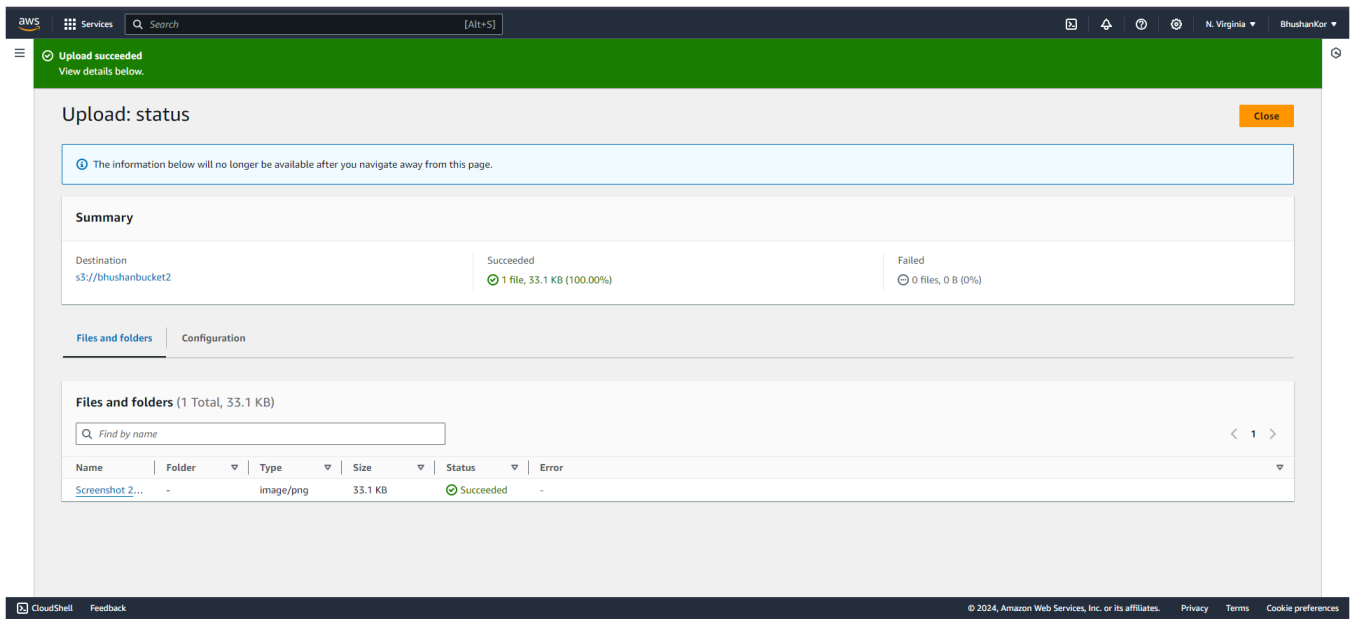 aws Services Search [Alt+S] N. Virginia BhushanKor
Upload succeeded
View details below.
Upload: status Close
The information below will no longer be available after you navigate away from this page.
Summary
Destination Succeeded Failed
s3://bhushanbucket2 1 file, 33.1 KB (100.00%) 0 files, 0 B (0%)
Files and folders Configuration
Files and folders (1 Total, 33.1 KB)
Find by name 1
Name Folder Type Size Status Error
Screenshot 2... - image/png 33.1 KB Succeeded -
CloudShell Feedback © 2024, Amazon Web Services, Inc. or its affiliates. Privacy Terms Cookie preferences